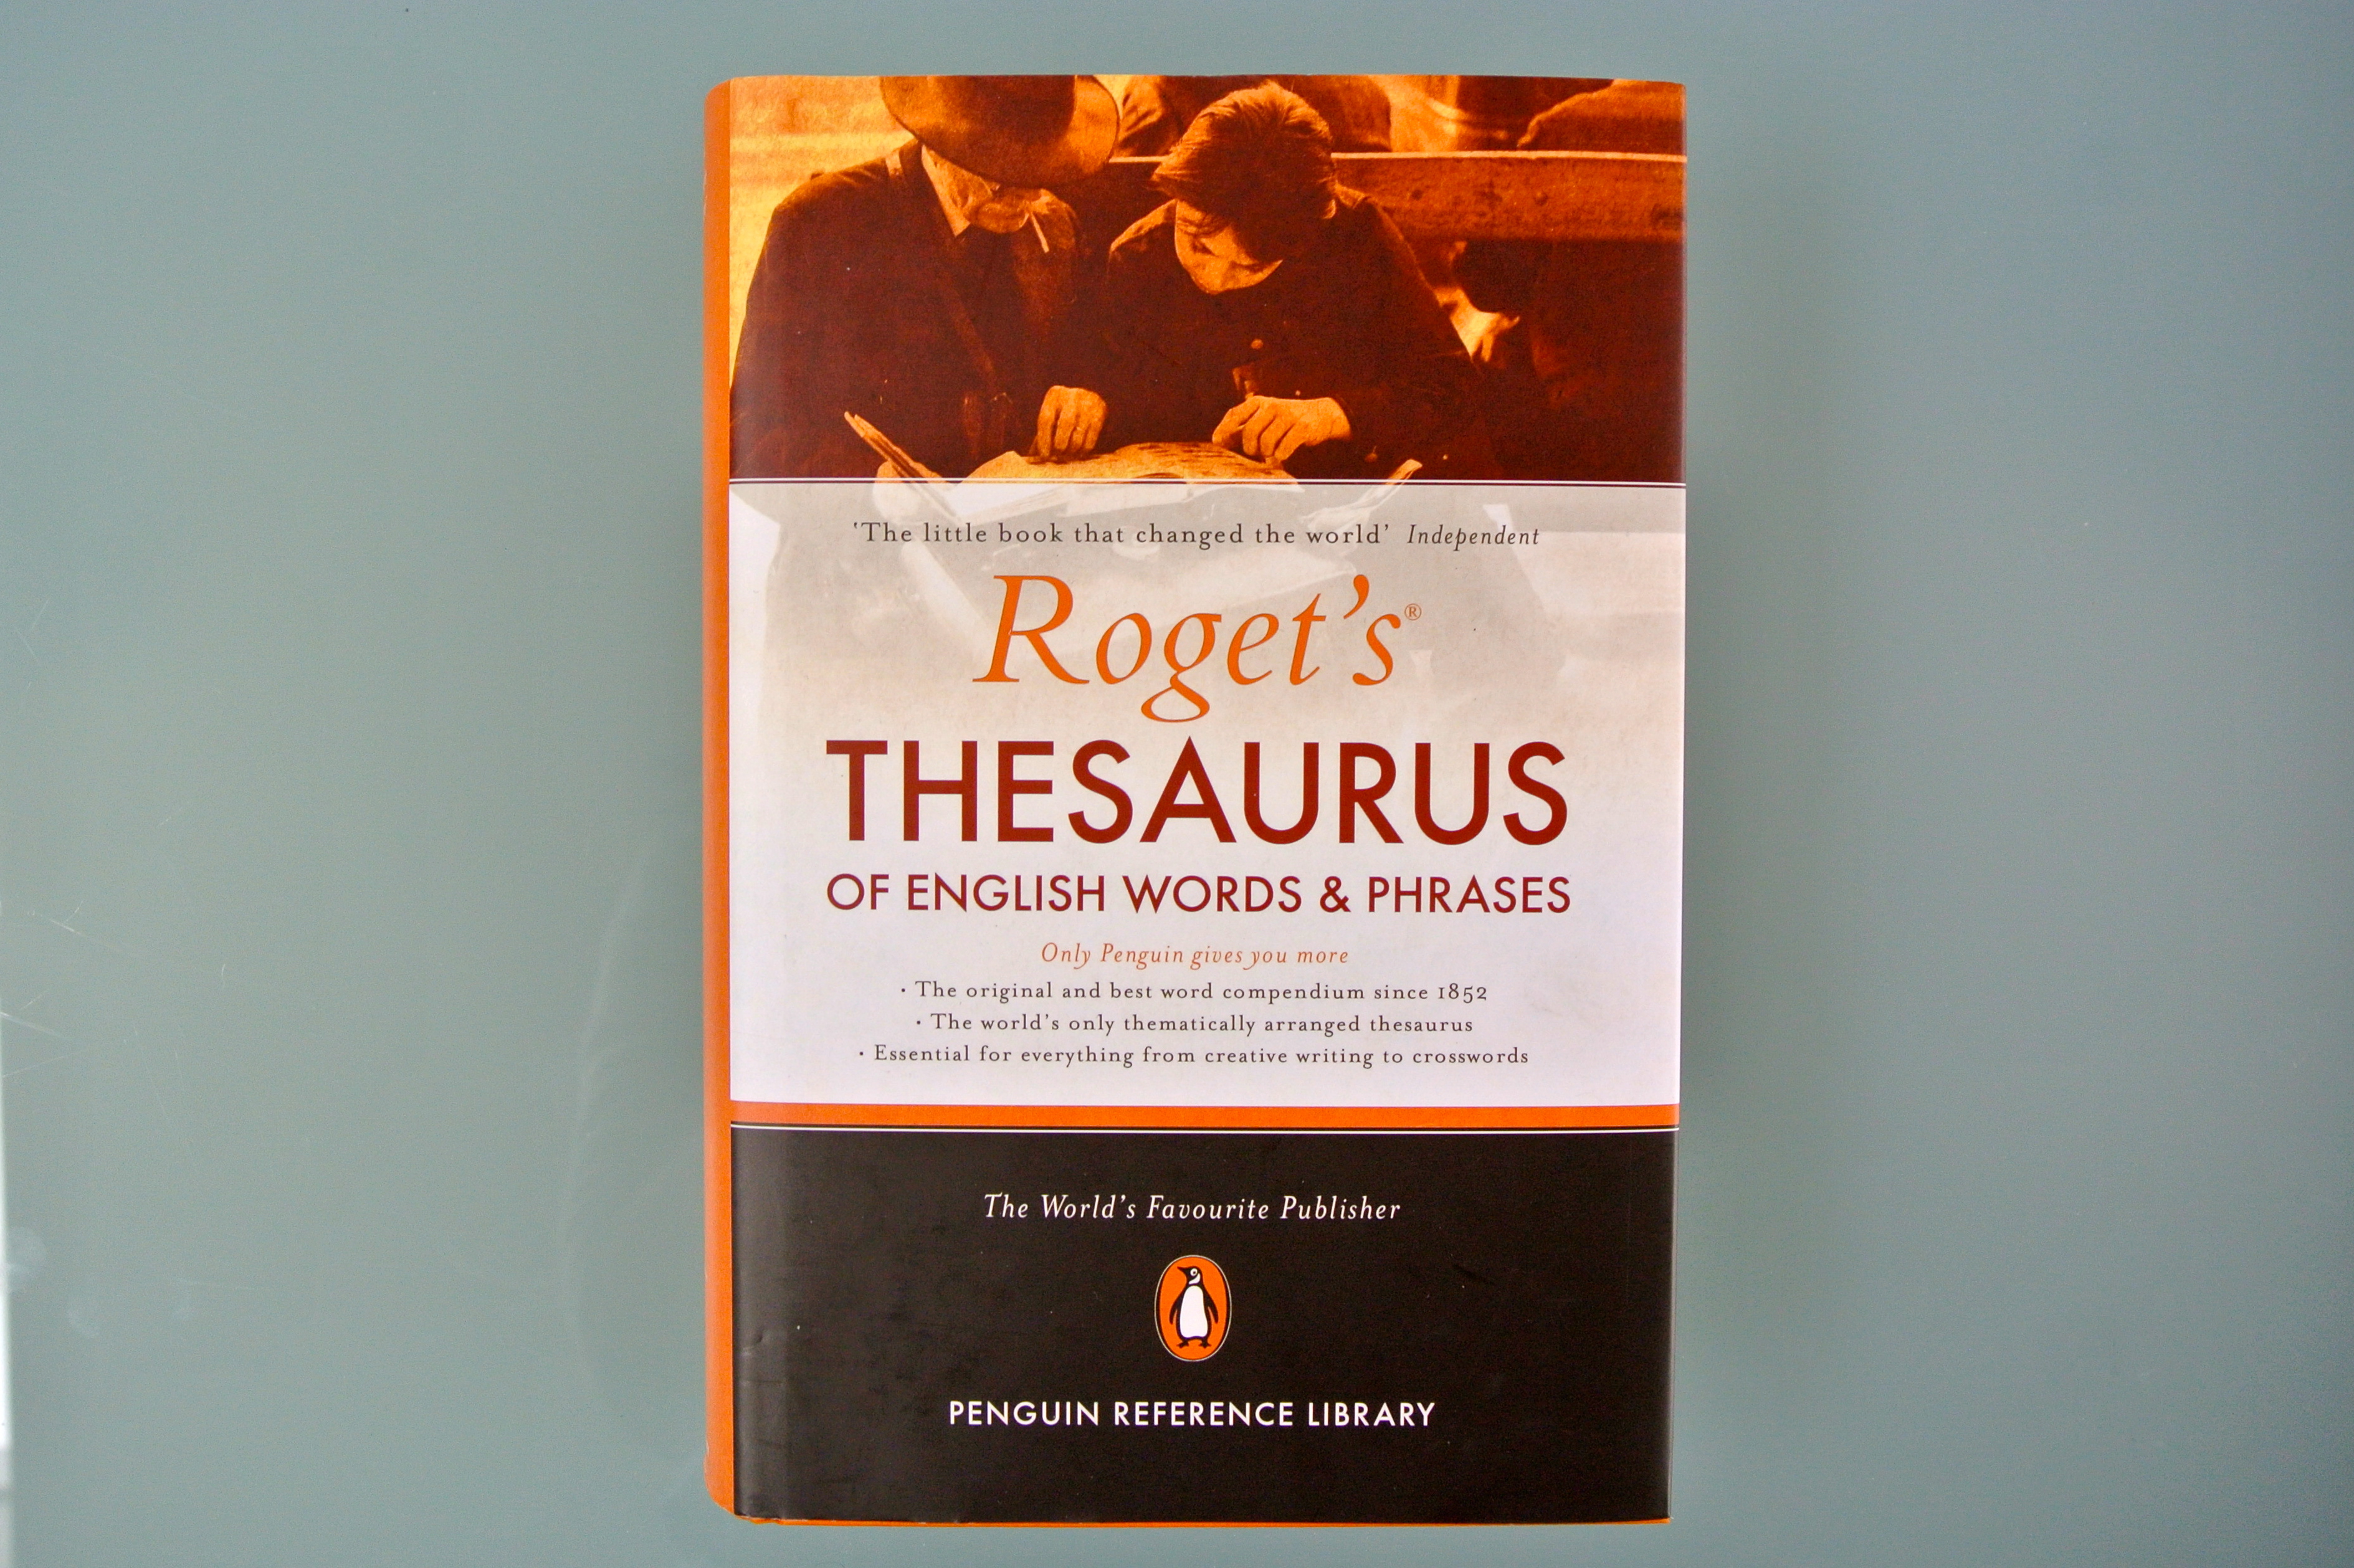 ‘The little book that changed the world’ Independent
Roget’s®
THESAURUS
OF ENGLISH WORDS & PHRASES
Only Penguin gives you more
• The original and best word compendium since 1852
• The world’s only thematically arranged thesaurus
• Essential for everything from creative writing to crosswords
The World’s Favourite Publisher
PENGUIN REFERENCE LIBRARY